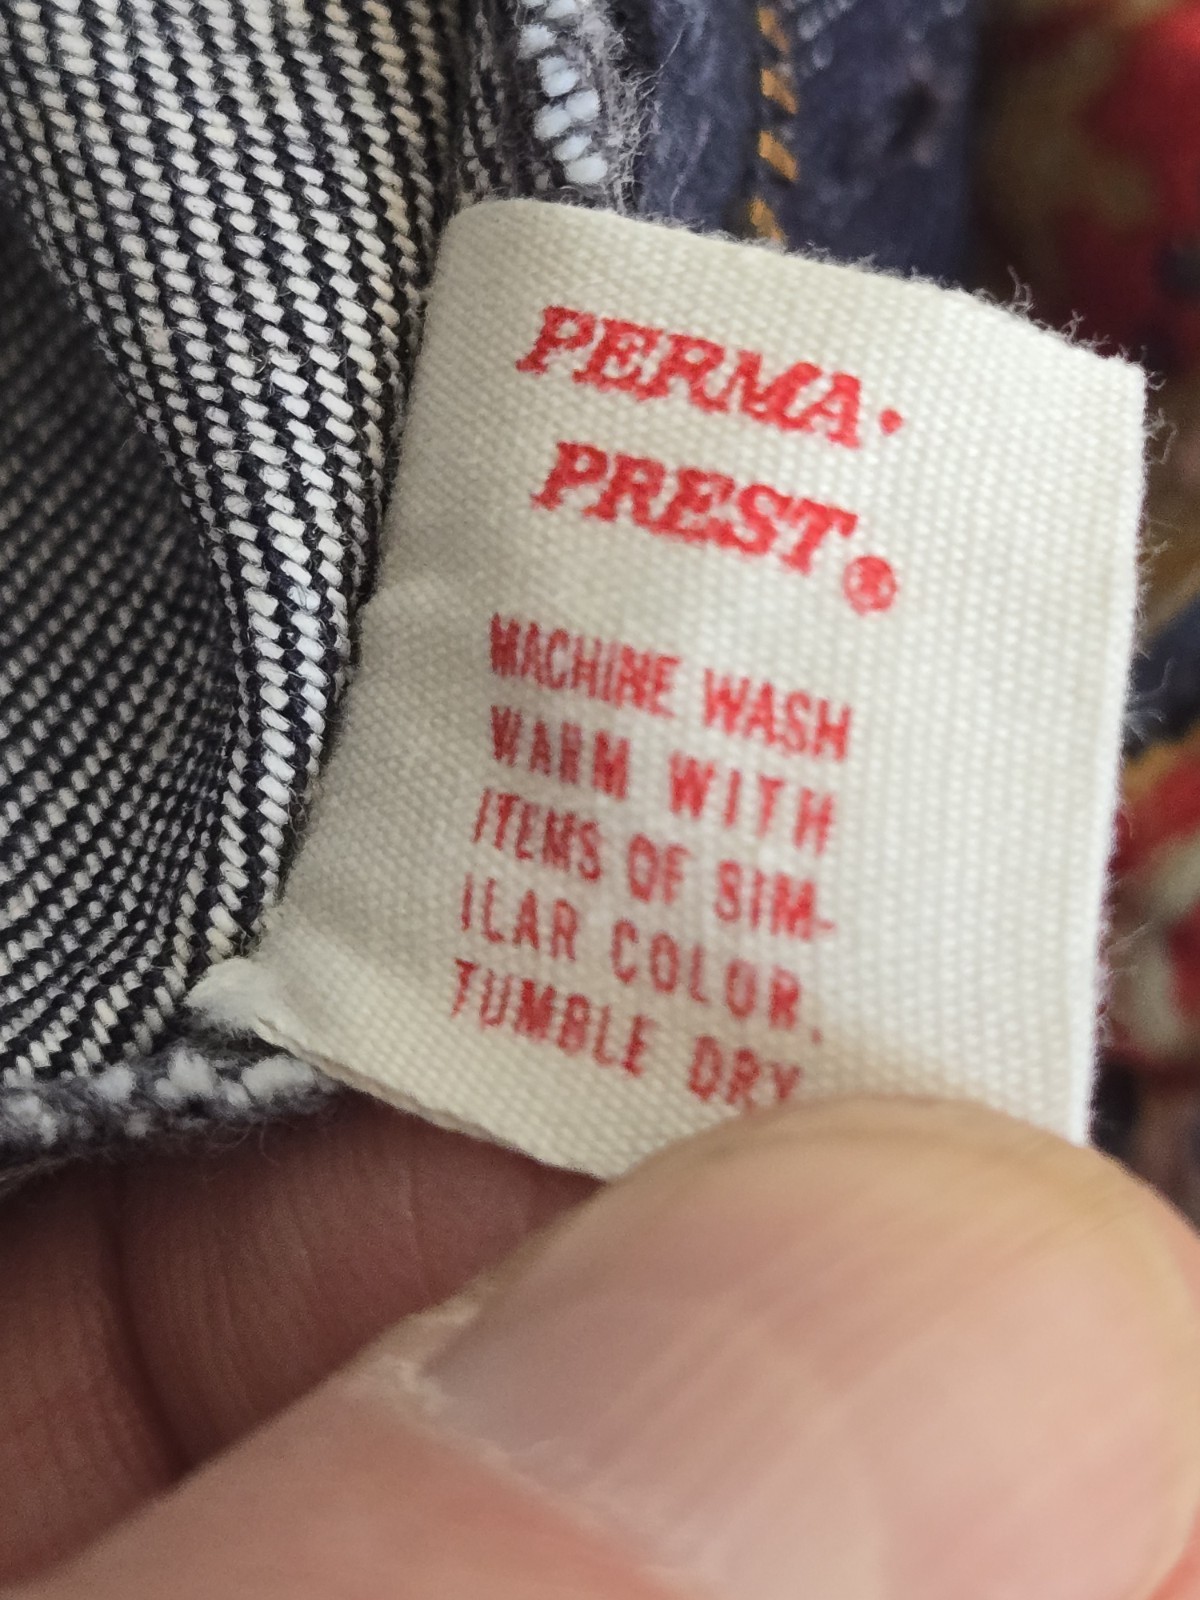 PERMA·
PREST®
MACHINE WASH
WARM WITH
ITEMS OF SIM-
ILAR COLOR.
TUMBLE DRY